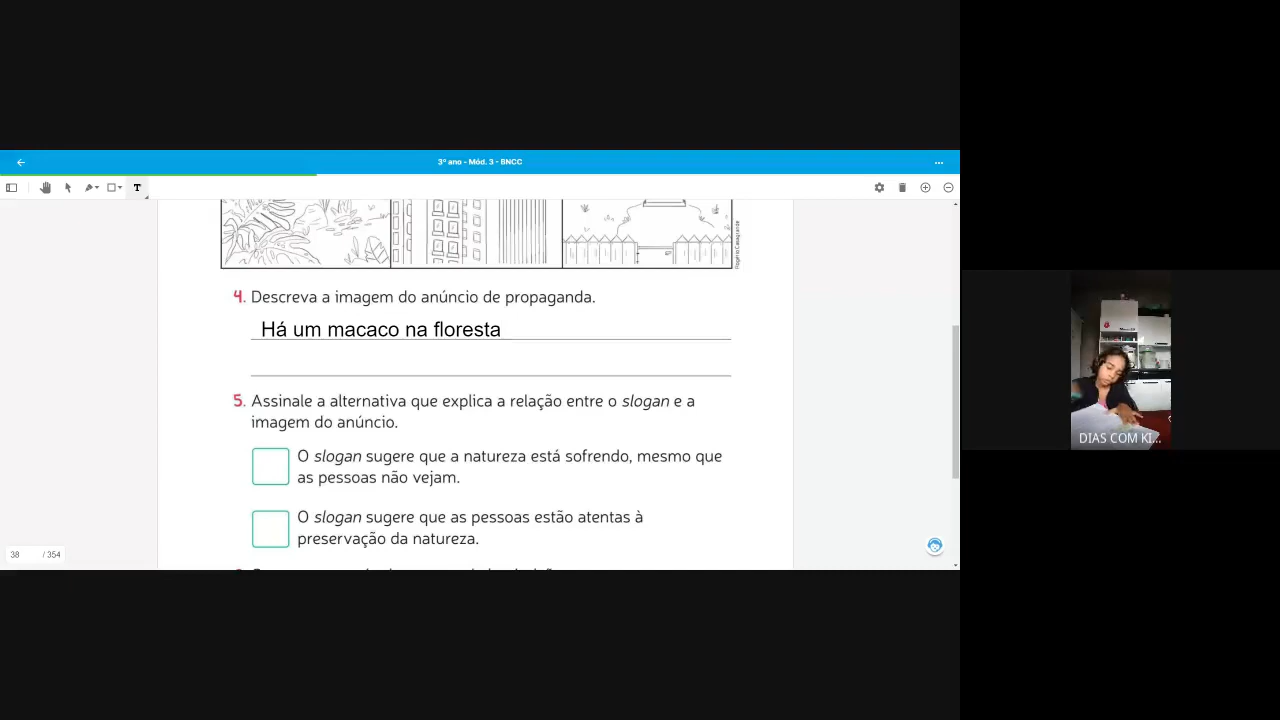 3º ano - Mód. 3 - BNCC
T
4. Descreva a imagem do anúncio de propaganda.
Há um macaco na floresta
5. Assinale a alternativa que explica a relação entre o slogan e a
imagem do anúncio.
O slogan sugere que a natureza está sofrendo, mesmo que
as pessoas não vejam.
O slogan sugere que as pessoas estão atentas à
preservação da natureza.
38 / 354
DIAS COM KI...